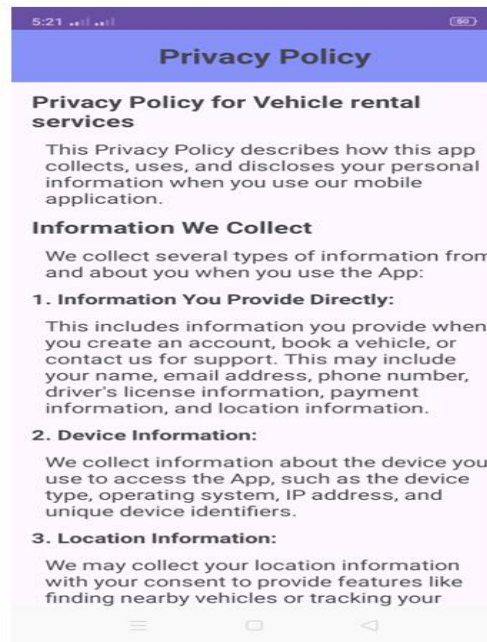 5:21
50
Privacy Policy
Privacy Policy for Vehicle rental
services
This Privacy Policy describes how this app
collects, uses, and discloses your personal
information when you use our mobile
application.
Information We Collect
We collect several types of information from
and about you when you use the App:
1. Information You Provide Directly:
This includes information you provide when
you create an account, book a vehicle, or
contact us for support. This may include
your name, email address, phone number,
driver's license information, payment
information, and location information.
2. Device Information:
We collect information about the device you
use to access the App, such as the device
type, operating system, IP address, and
unique device identifiers.
3. Location Information:
We may collect your location information
with your consent to provide features like
finding nearby vehicles or tracking your